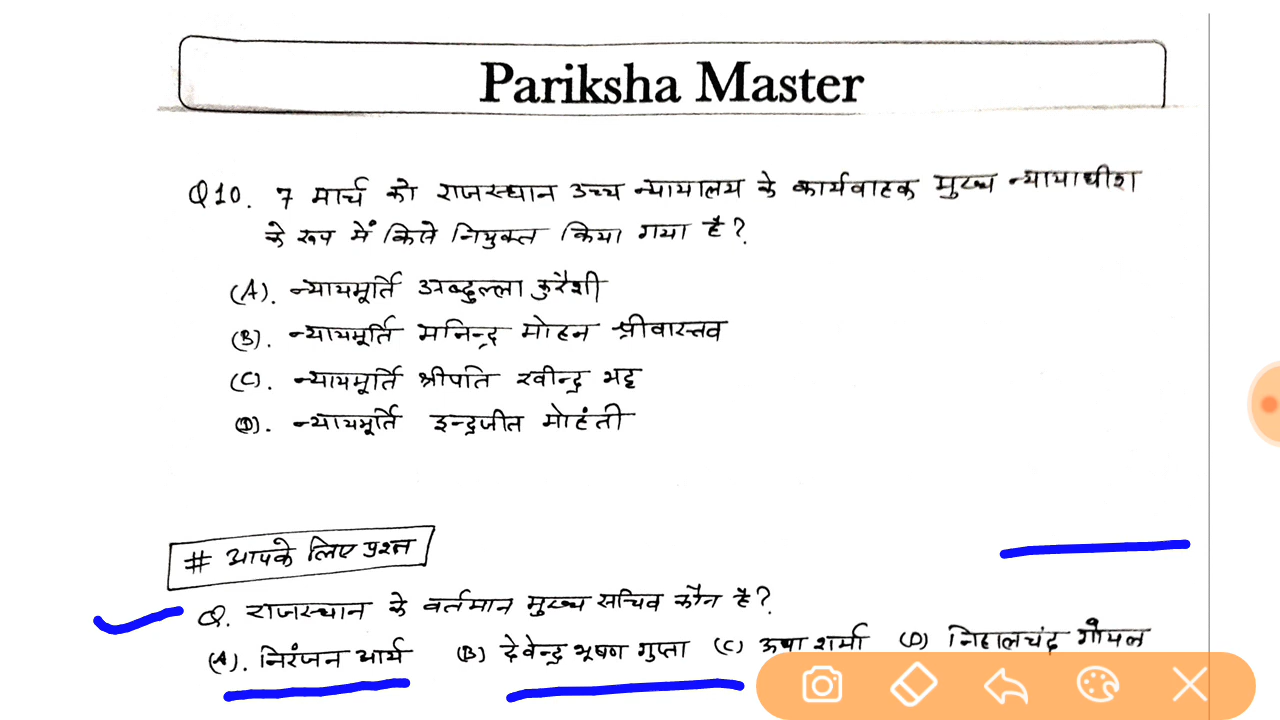 Pariksha Master
Q10. 7 मार्च को राजस्थान उच्च न्यायालय के कार्यवाहक मुख्य न्यायाधीश
के रूप में किसे नियुक्त किया गया है?
(A). न्यायमूर्ति अब्दुल्ला कुरैशी
(B). न्यायमूर्ति मनिन्द्र मोहन श्रीवास्तव
(C). न्यायमूर्ति श्रीपति रवीन्द्र भट्ट
(D). न्यायमूर्ति इन्द्रजीत मोहंती
# आपके लिए प्रश्न
Q. राजस्थान के वर्तमान मुख्य सचिव कौन है?
(A). निरंजन आर्य (B) देवेन्द्र भूषण गुप्ता (C) ऊषा शर्मा (D) निहालचंद गोयल